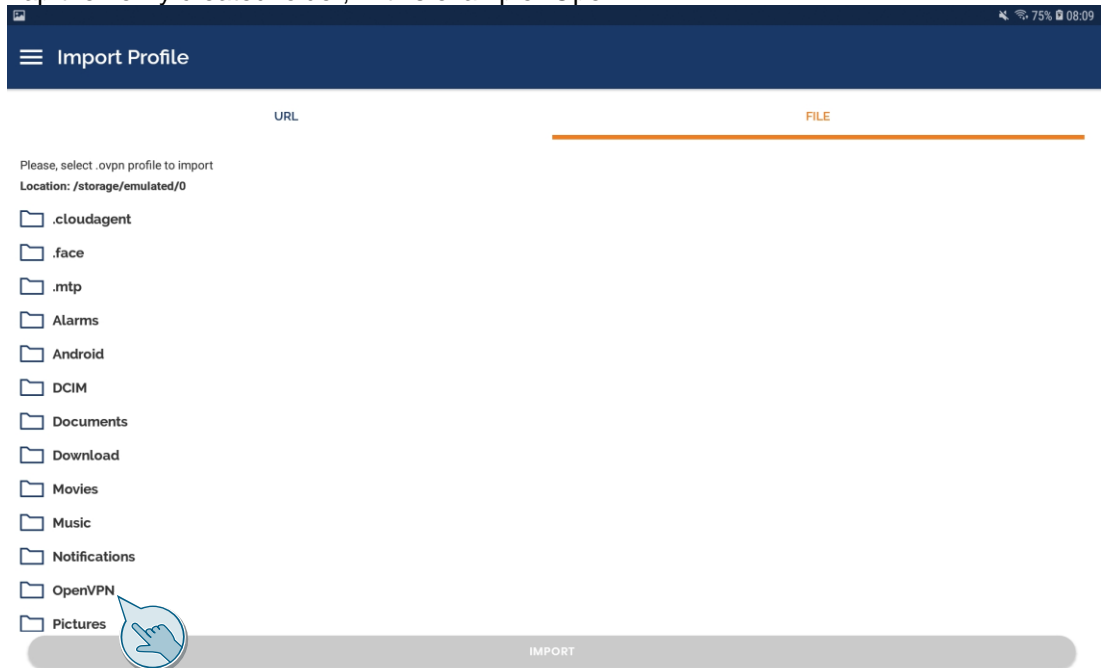 75% 08:09
Import Profile
URL FILE
Please, select .ovpn profile to import
Location: /storage/emulated/0
.cloudagent
.face
.mtp
Alarms
Android
DCIM
Documents
Download
Movies
Music
Notifications
OpenVPN
Pictures
IMPORT